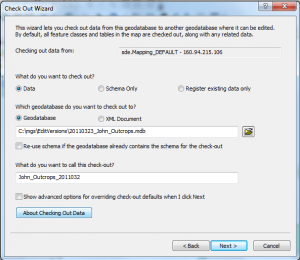 Check Out Wizard
This wizard lets you check out data from this geodatabase to another geodatabase where it can be edited.
By default, all feature classes and tables in the map are checked out, along with any related data.
Checking out data from:
sde.Mapping_DEFAULT - 160.94.215.106
What do you want to check out?
Data
Schema Only
Register existing data only
Which geodatabase do you want to check out to?
Geodatabase
XML Document
C:\mgs\EditVersions\20110323_John_Outcrops.mdb
Re-use schema if the geodatabase already contains the schema for the check-out
What do you want to call this check-out?
John_Outcrops_2011032
Show advanced options for overriding check-out defaults when I click Next
About Checking Out Data
< Back
Next >
Cancel